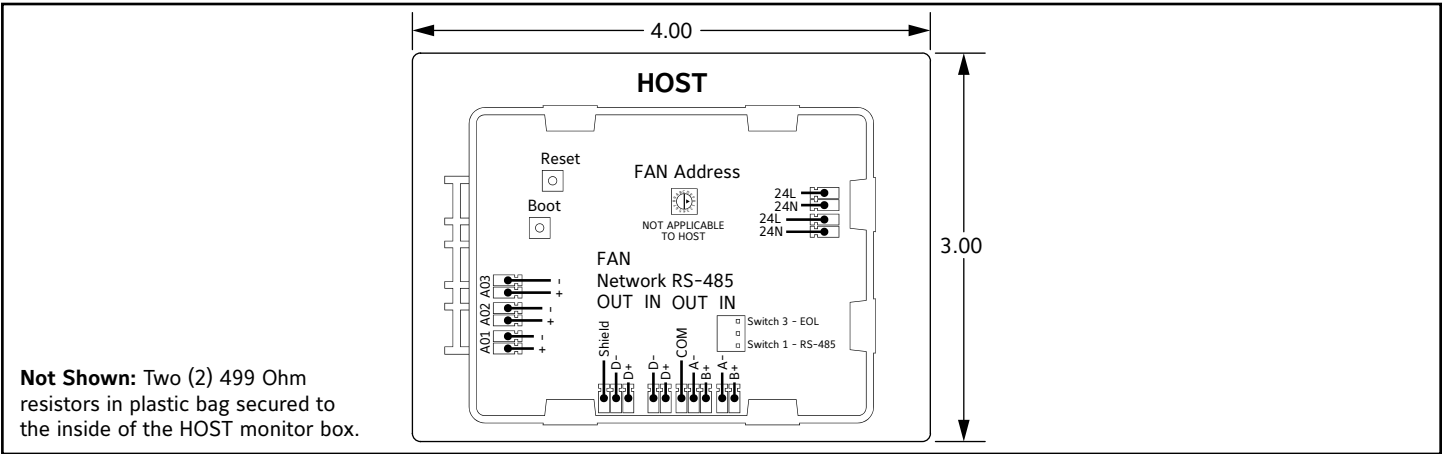 4.00
HOST
Reset
FAN Address
24L
24N
24L
24N
Boot
NOT APPLICABLE
TO HOST
3.00
FAN
Network RS-485
OUT IN OUT IN
A03
-
+
A02
-
+
A01
-
+
Switch 3 - EOL
Switch 1 - RS-485
Shield
D-
D+
D-
D+
COM
A-
B+
A-
B+
Not Shown: Two (2) 499 Ohm
resistors in plastic bag secured to
the inside of the HOST monitor box.